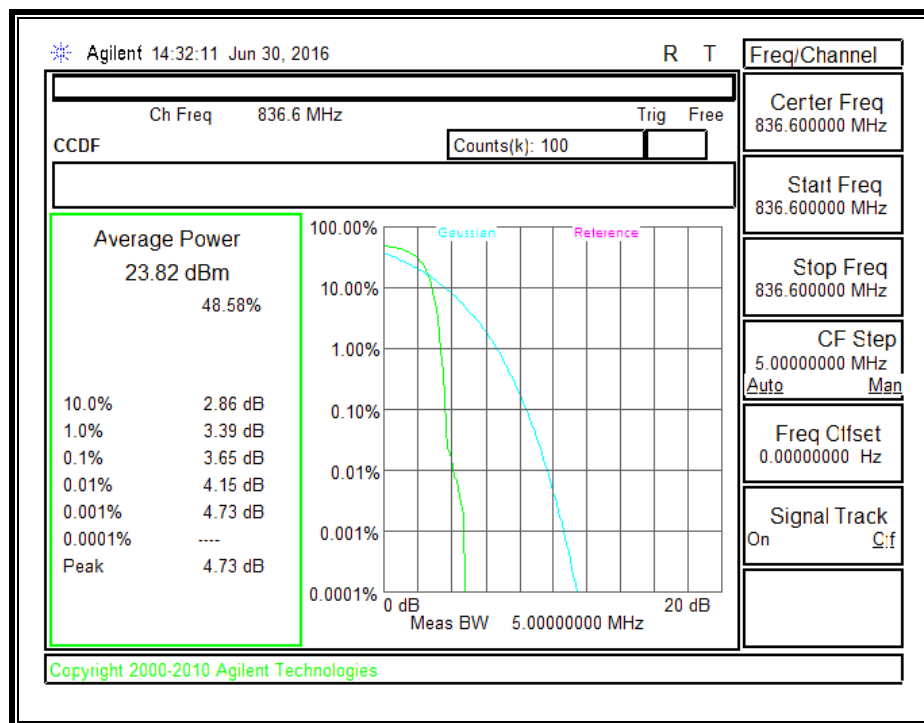 Agilent 14:32:11 Jun 30, 2016 R T
Ch Freq 836.6 MHz Trig Free
CCDF
Counts(k): 100
Average Power
23.82 dBm
48.58%
10.0% 2.86 dB
1.0% 3.39 dB
0.1% 3.65 dB
0.01% 4.15 dB
0.001% 4.73 dB
0.0001% ----
Peak 4.73 dB
Gaussian Reference
100.00%
10.00%
1.00%
0.10%
0.01%
0.001%
0.0001%
0 dB 20 dB
Meas BW 5.00000000 MHz
Freq/Channel
Center Freq
836.600000 MHz
Start Freq
836.600000 MHz
Stop Freq
836.600000 MHz
CF Step
5.00000000 MHz
Auto Man
Freq Offset
0.00000000 Hz
Signal Track
On Off
Copyright 2000-2010 Agilent Technologies